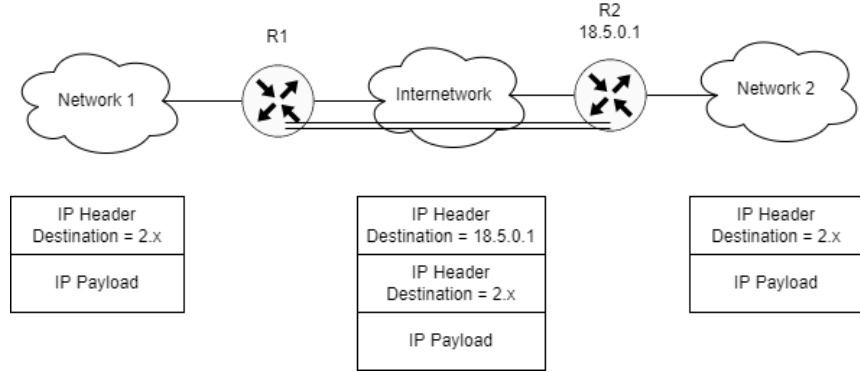 R1
R2
18.5.0.1
Network 1
Internetwork
Network 2
IP Header
Destination = 2.x
IP Payload
IP Header
Destination = 18.5.0.1
IP Header
Destination = 2.x
IP Payload
IP Header
Destination = 2.x
IP Payload